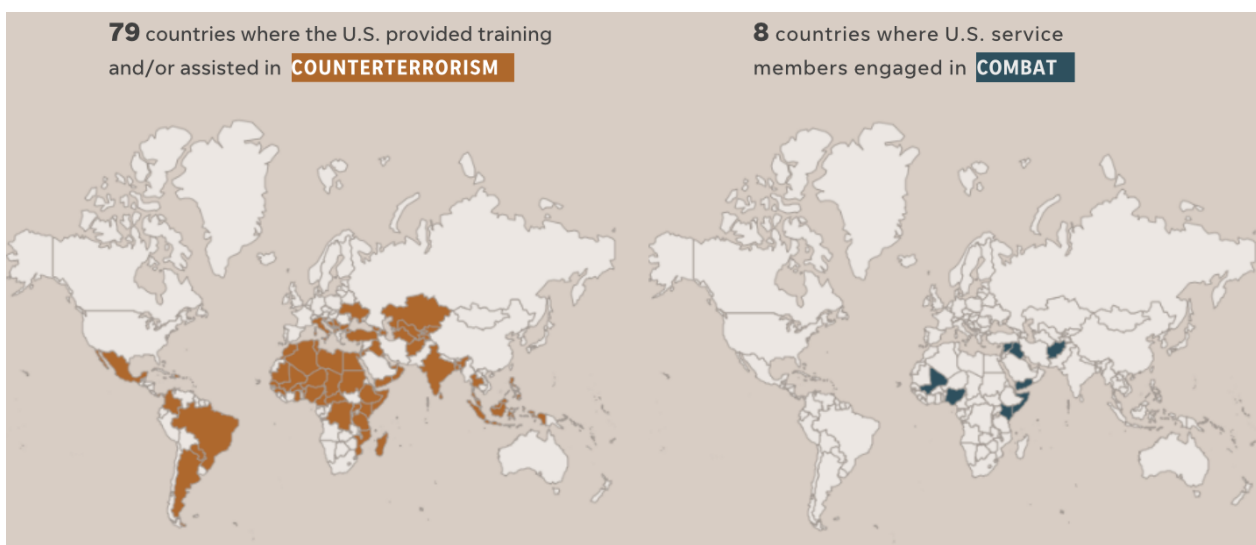 79 countries where the U.S. provided training
and/or assisted in COUNTERTERRORISM
8 countries where U.S. service
members engaged in COMBAT